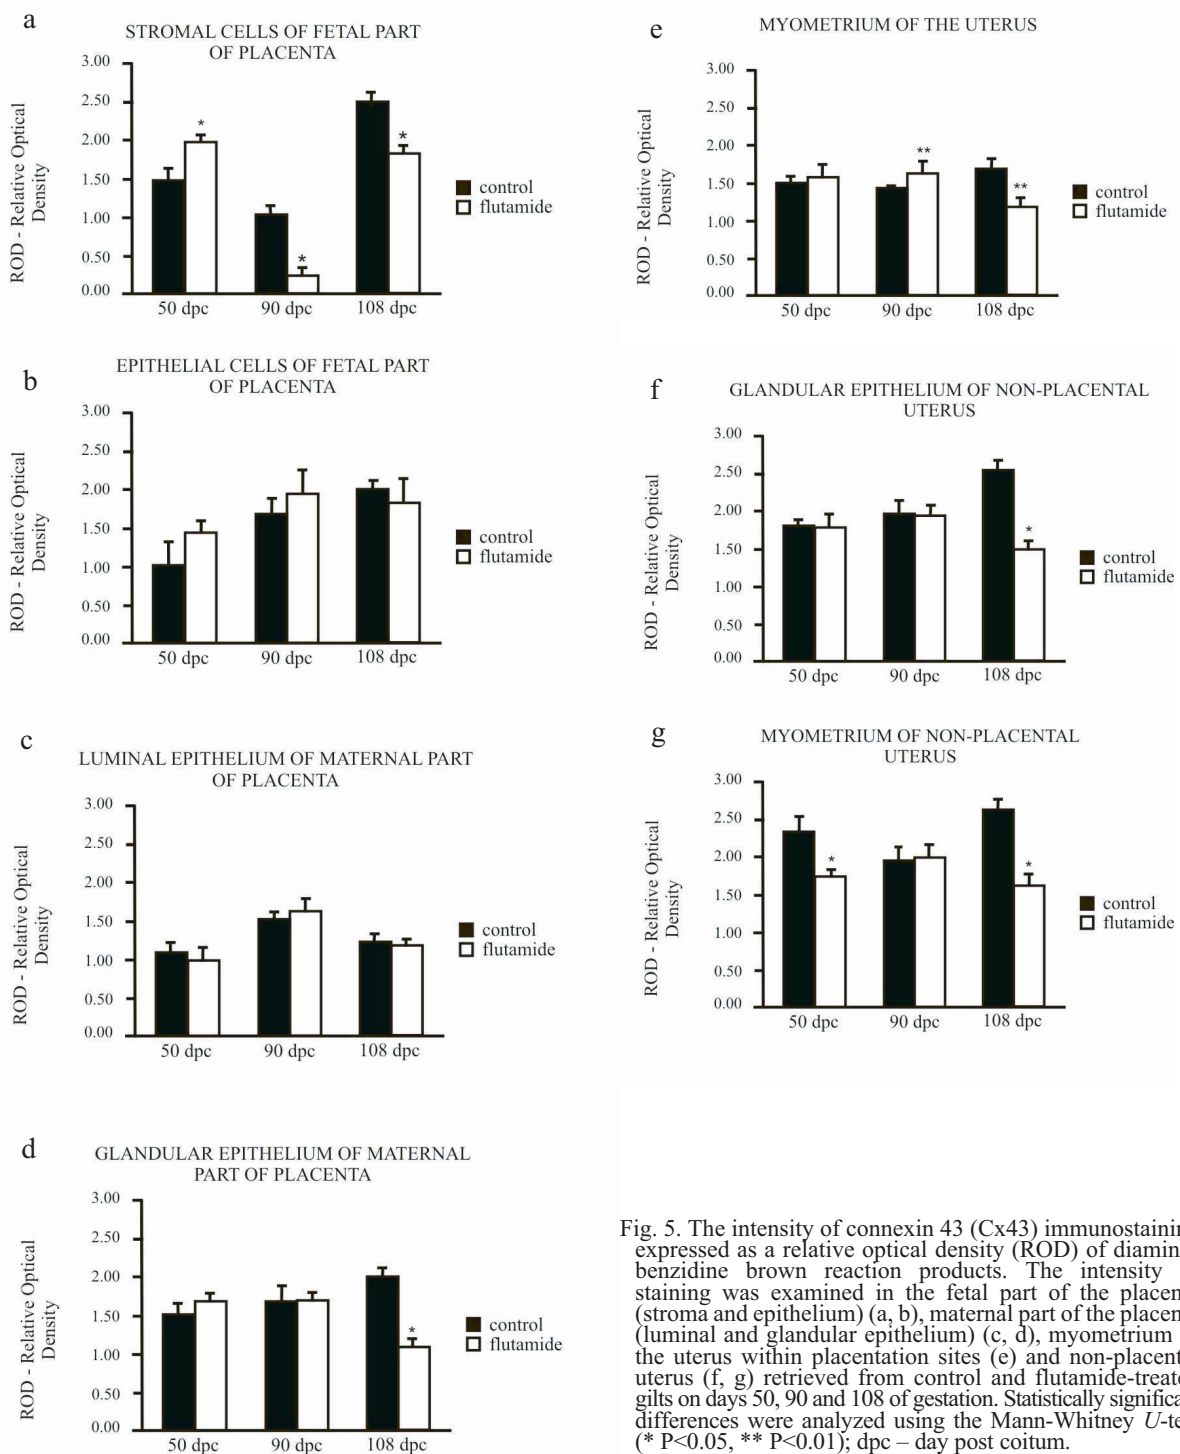 a
STROMAL CELLS OF FETAL PART
OF PLACENTA
ROD - Relative Optical
Density
3.00
2.50
2.00
1.50
1.00
0.50
0.00
*
*
*
50 dpc
90 dpc
108 dpc
control
flutamide
b
EPITHELIAL CELLS OF FETAL PART
OF PLACENTA
ROD - Relative Optical
Density
3.00
2.50
2.00
1.50
1.00
0.50
0.00
50 dpc
90 dpc
108 dpc
control
flutamide
c
LUMINAL EPITHELIUM OF MATERNAL PART
OF PLACENTA
ROD - Relative Optical
Density
3.00
2.50
2.00
1.50
1.00
0.50
0.00
50 dpc
90 dpc
108 dpc
control
flutamide
d
GLANDULAR EPITHELIUM OF MATERNAL
PART OF PLACENTA
ROD - Relative Optical
Density
3.00
2.50
2.00
1.50
1.00
0.50
0.00
*
50 dpc
90 dpc
108 dpc
control
flutamide
e
MYOMETRIUM OF THE UTERUS
ROD - Relative Optical
Density
3.00
2.50
2.00
1.50
1.00
0.50
0.00
**
**
50 dpc
90 dpc
108 dpc
control
flutamide
f
GLANDULAR EPITHELIUM OF NON-PLACENTAL
UTERUS
ROD - Relative Optical
Density
3.00
2.50
2.00
1.50
1.00
0.50
0.00
*
50 dpc
90 dpc
108 dpc
control
flutamide
g
MYOMETRIUM OF NON-PLACENTAL
UTERUS
ROD - Relative Optical
Density
3.00
2.50
2.00
1.50
1.00
0.50
0.00
*
*
50 dpc
90 dpc
108 dpc
control
flutamide
Fig. 5. The intensity of connexin 43 (Cx43) immunostainin
expressed as a relative optical density (ROD) of diamin
benzidine brown reaction products. The intensity
staining was examined in the fetal part of the placen
(stroma and epithelium) (a, b), maternal part of the placen
(luminal and glandular epithelium) (c, d), myometrium
the uterus within placentation sites (e) and non-placent
uterus (f, g) retrieved from control and flutamide-treate
gilts on days 50, 90 and 108 of gestation. Statistically significa
differences were analyzed using the Mann-Whitney U-te
(* P<0.05, ** P<0.01); dpc – day post coitum.